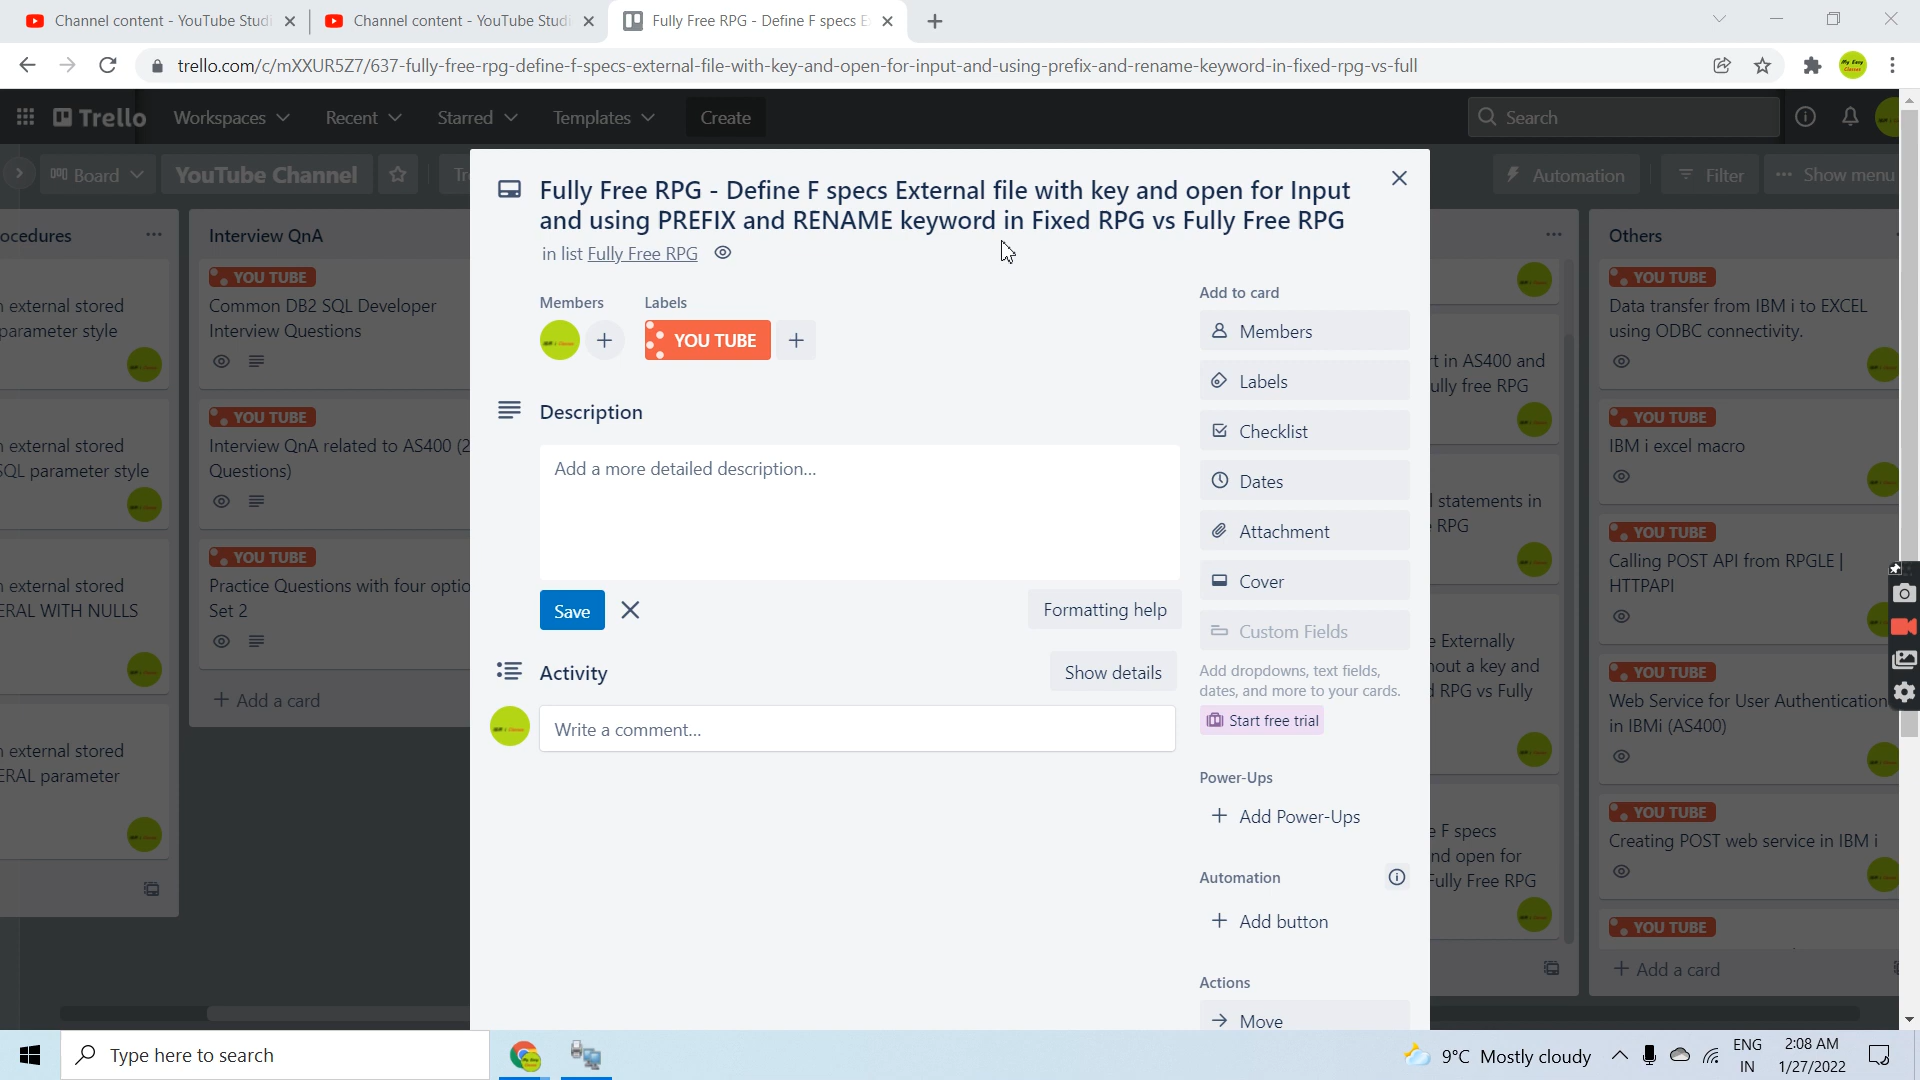 Channel content - YouTube Studi
Channel content - YouTube Studi
Fully Free RPG - Define F specs E
trello.com/c/mXXUR5Z7/637-fully-free-rpg-define-f-specs-external-file-with-key-and-open-for-input-and-using-prefix-and-rename-keyword-in-fixed-rpg-vs-full
Trello
Workspaces
Recent
Starred
Templates
Create
Search
Board
YouTube Channel
Tr
Automation
Filter
Show menu
ocedures
external stored
parameter style
external stored
SQL parameter style
external stored
ERAL WITH NULLS
external stored
ERAL parameter
Interview QnA
YOU TUBE
Common DB2 SQL Developer
Interview Questions
YOU TUBE
Interview QnA related to AS400 (2
Questions)
YOU TUBE
Practice Questions with four optio
Set 2
+ Add a card
Fully Free RPG - Define F specs External file with key and open for Input
and using PREFIX and RENAME keyword in Fixed RPG vs Fully Free RPG
in list Fully Free RPG
Members
Labels
YOU TUBE
Description
Add a more detailed description...
Save
Formatting help
Activity
Show details
Write a comment...
Add to card
Members
Labels
Checklist
Dates
Attachment
Cover
Custom Fields
Add dropdowns, text fields,
dates, and more to your cards.
Start free trial
Power-Ups
+ Add Power-Ups
Automation
+ Add button
Actions
Move
t in AS400 and
ully free RPG
statements in
RPG
e Externally
out a key and
RPG vs Fully
e F specs
nd open for
Fully Free RPG
Others
YOU TUBE
Data transfer from IBM i to EXCEL
using ODBC connectivity.
YOU TUBE
IBM i excel macro
YOU TUBE
Calling POST API from RPGLE |
HTTPAPI
YOU TUBE
Web Service for User Authentication
in IBMi (AS400)
YOU TUBE
Creating POST web service in IBM i
YOU TUBE
+ Add a card
Type here to search
9°C Mostly cloudy
ENG
IN
2:08 AM
1/27/2022